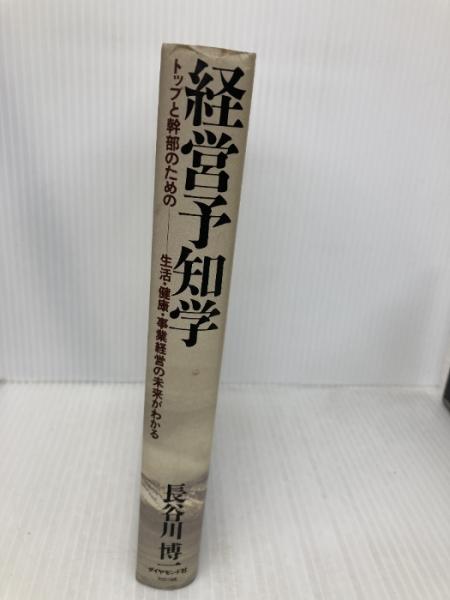 経営予知学
トップと幹部のための――生活・健康・事業経営の未来がわかる
長谷川 博一
ダイヤモンド社